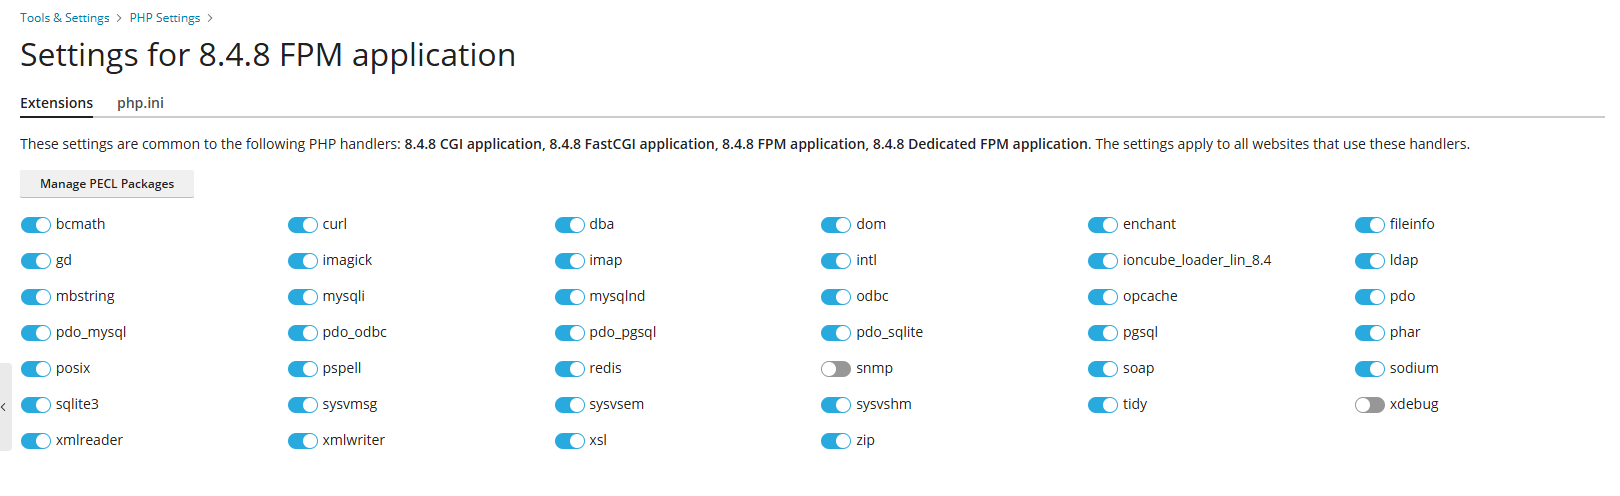 Tools & Settings > PHP Settings >
Settings for 8.4.8 FPM application
Extensions php.ini
These settings are common to the following PHP handlers: 8.4.8 CGI application, 8.4.8 FastCGI application, 8.4.8 FPM application, 8.4.8 Dedicated FPM application. The settings apply to all websites that use these handlers.
Manage PECL Packages
bcmath curl dba dom enchant fileinfo
gd imagick imap intl ioncube_loader_lin_8.4 ldap
mbstring mysqli mysqlnd odbc opcache pdo
pdo_mysql pdo_odbc pdo_pgsql pdo_sqlite pgsql phar
posix pspell redis snmp soap sodium
sqlite3 sysvmsg sysvsem sysvshm tidy xdebug
xmlreader xmlwriter xsl zip